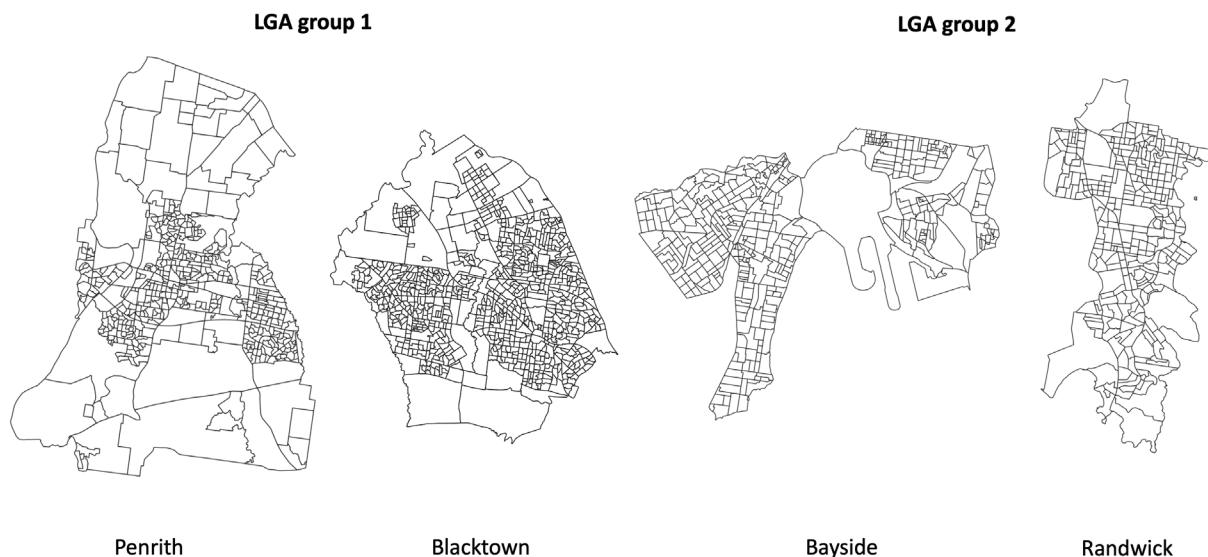 LGA group 1
LGA group 2
Penrith
Blacktown
Bayside
Randwick